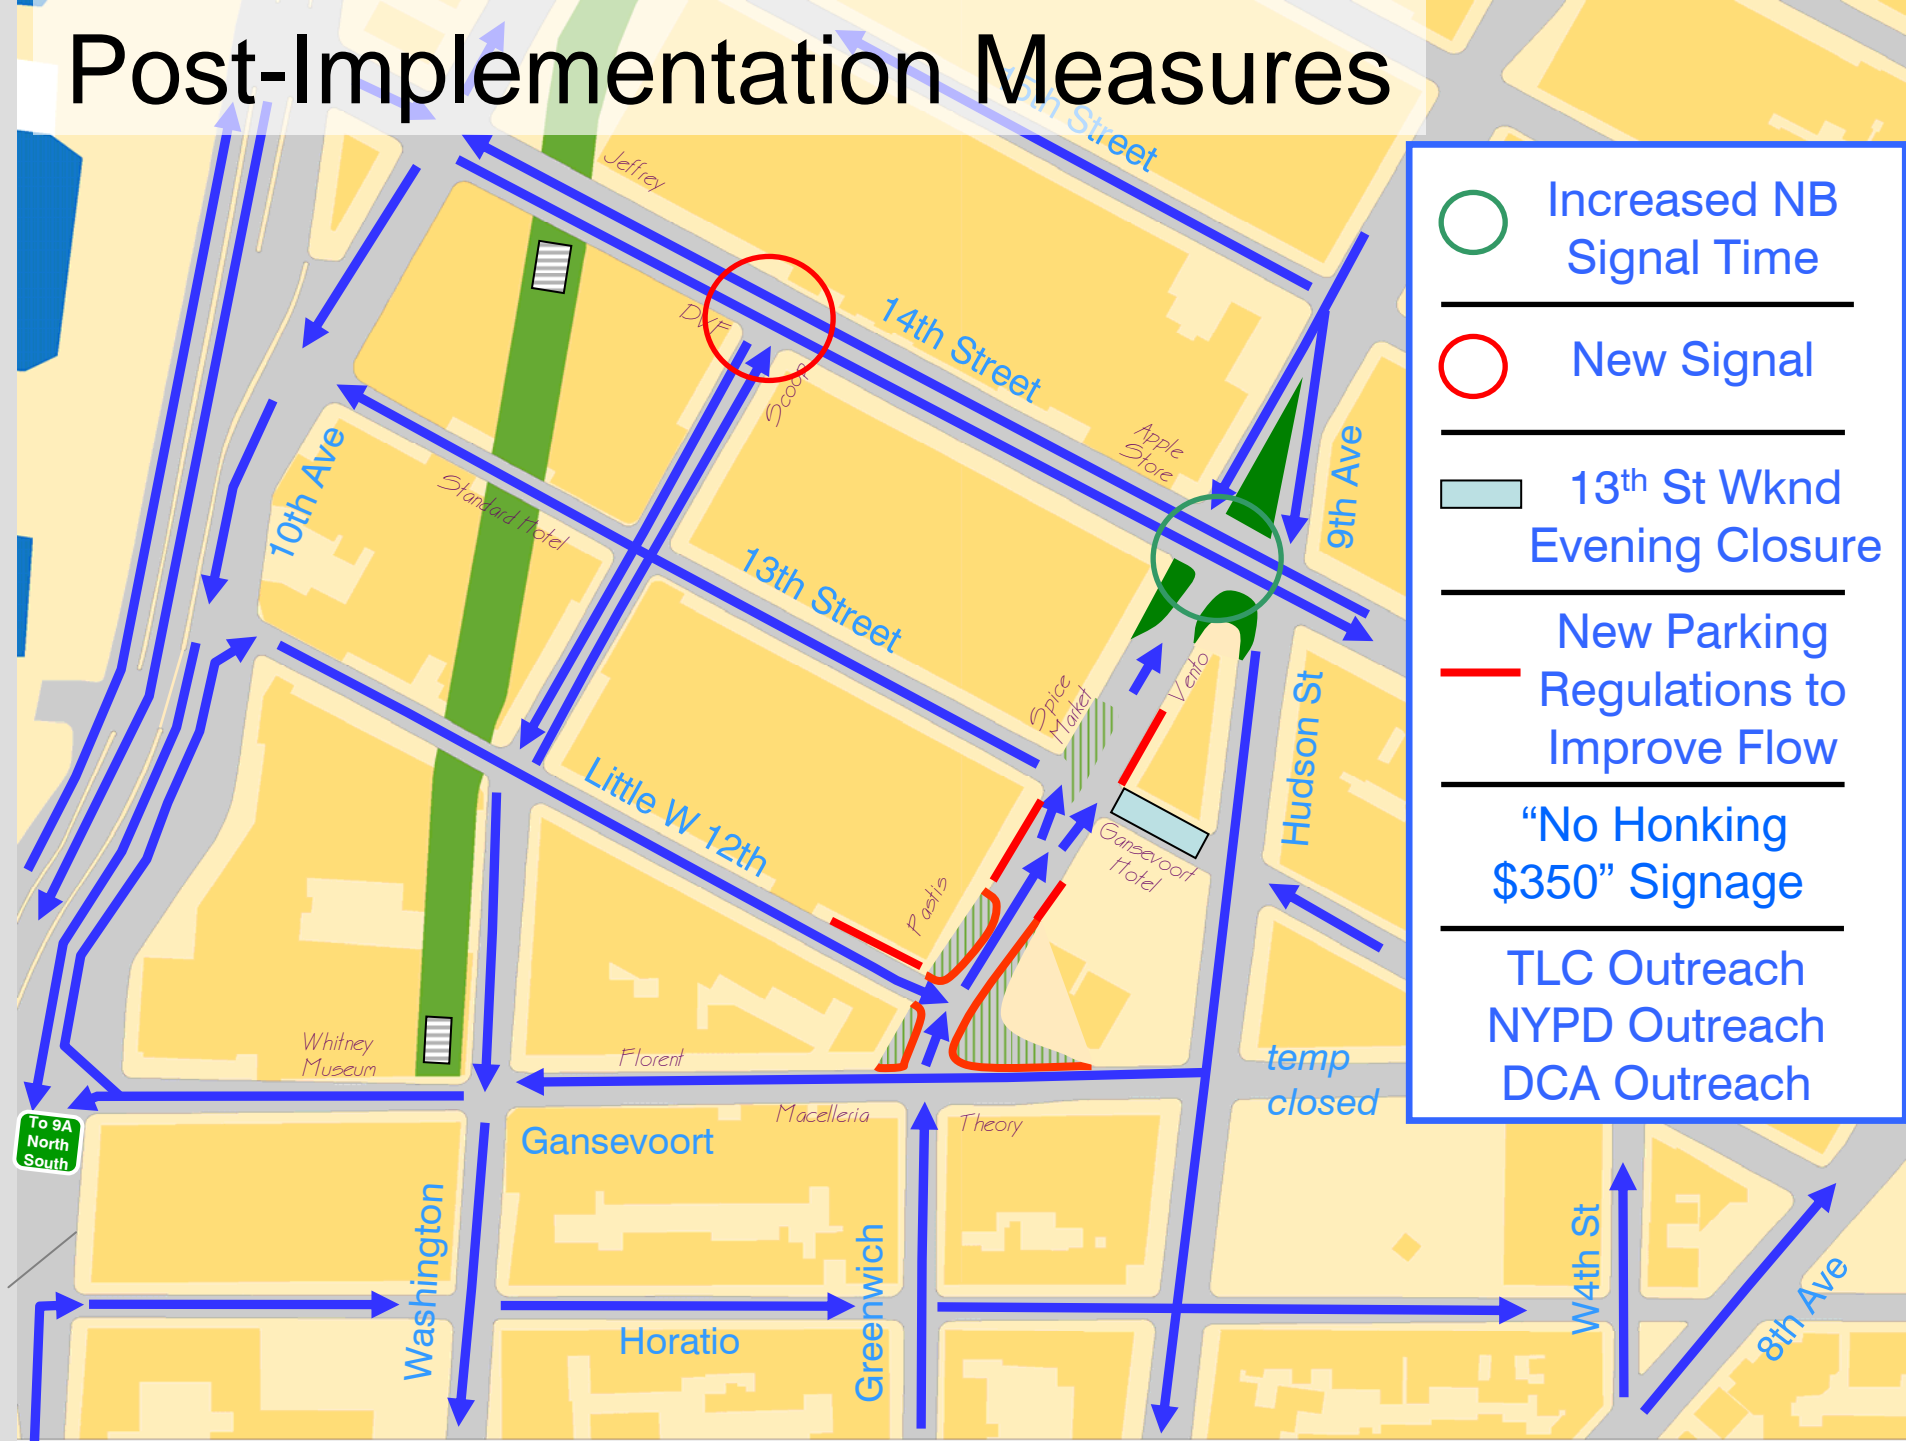 Post-Implementation Measures
15th Street
Jeffrey
Increased NB
Signal Time
New Signal
13th St Wknd
Evening Closure
New Parking
Regulations to
Improve Flow
“No Honking
$350” Signage
TLC Outreach
NYPD Outreach
DCA Outreach
DVF
Scoop
14th Street
Apple
Store
9th Ave
10th Ave
Standard Hotel
13th Street
Spice
Market
Vento
Hudson St
Little W 12th
Pastis
Gansevoort
Hotel
Whitney
Museum
Florent
temp
closed
Macelleria
Theory
To 9A
North
South
Gansevoort
Washington
Horatio
Greenwich
W4th St
8th Ave